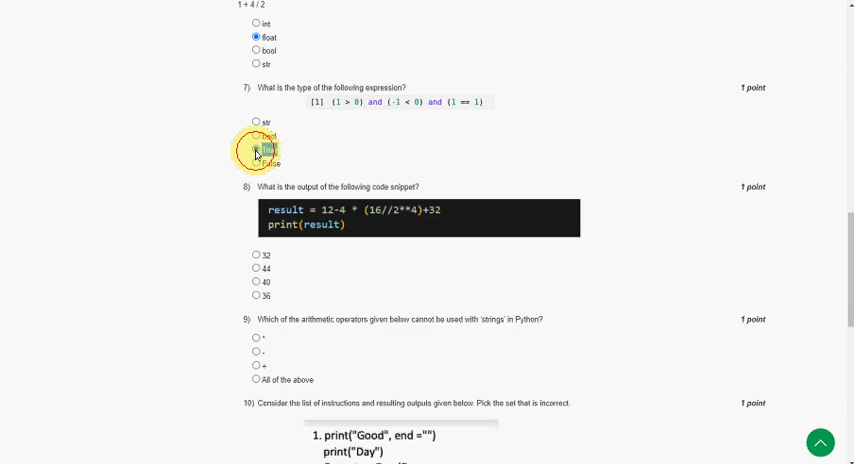 1 + 4 / 2
int
float
bool
str
7) What is the type of the following expression? 1 point
[1] (1 > 0) and (-1 < 0) and (1 == 1)
str
bool
True
False
8) What is the output of the following code snippet? 1 point
result = 12-4 * (16//2**4)+32
print(result)
32
44
40
36
9) Which of the arithmetic operators given below cannot be used with 'strings' in Python? 1 point
*
-
+
All of the above
10) Consider the list of instructions and resulting outputs given below. Pick the set that is incorrect. 1 point
1. print("Good", end ="")
print("Day")